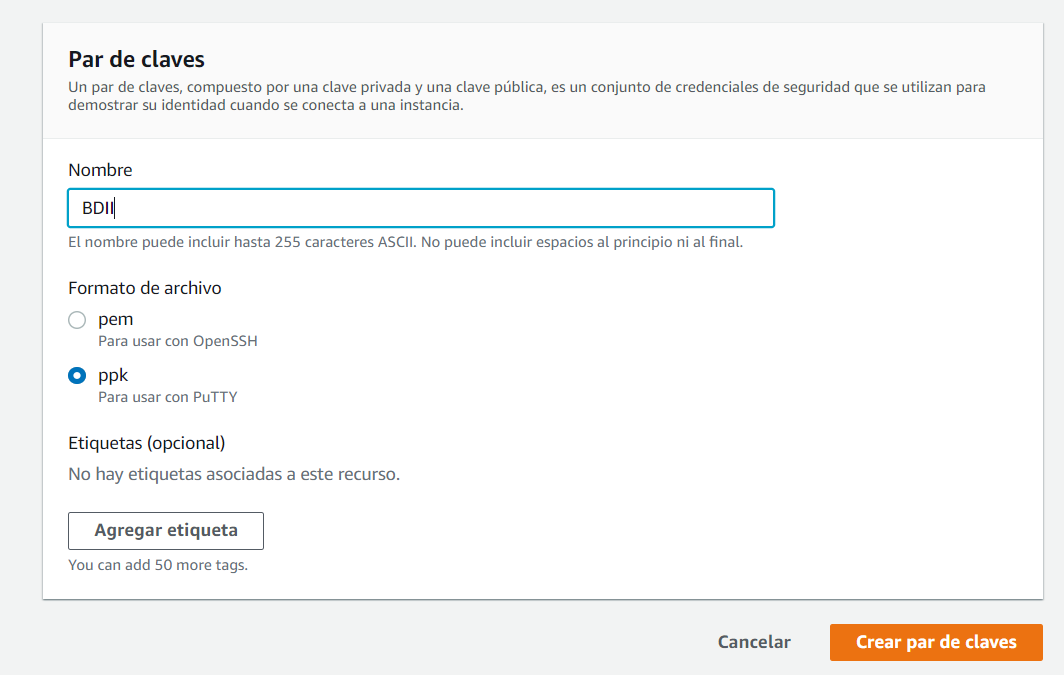 Par de claves
Un par de claves, compuesto por una clave privada y una clave pública, es un conjunto de credenciales de seguridad que se utilizan para
demostrar su identidad cuando se conecta a una instancia.
Nombre
BDII
El nombre puede incluir hasta 255 caracteres ASCII. No puede incluir espacios al principio ni al final.
Formato de archivo
pem
Para usar con OpenSSH
ppk
Para usar con PuTTY
Etiquetas (opcional)
No hay etiquetas asociadas a este recurso.
Agregar etiqueta
You can add 50 more tags.
Cancelar
Crear par de claves